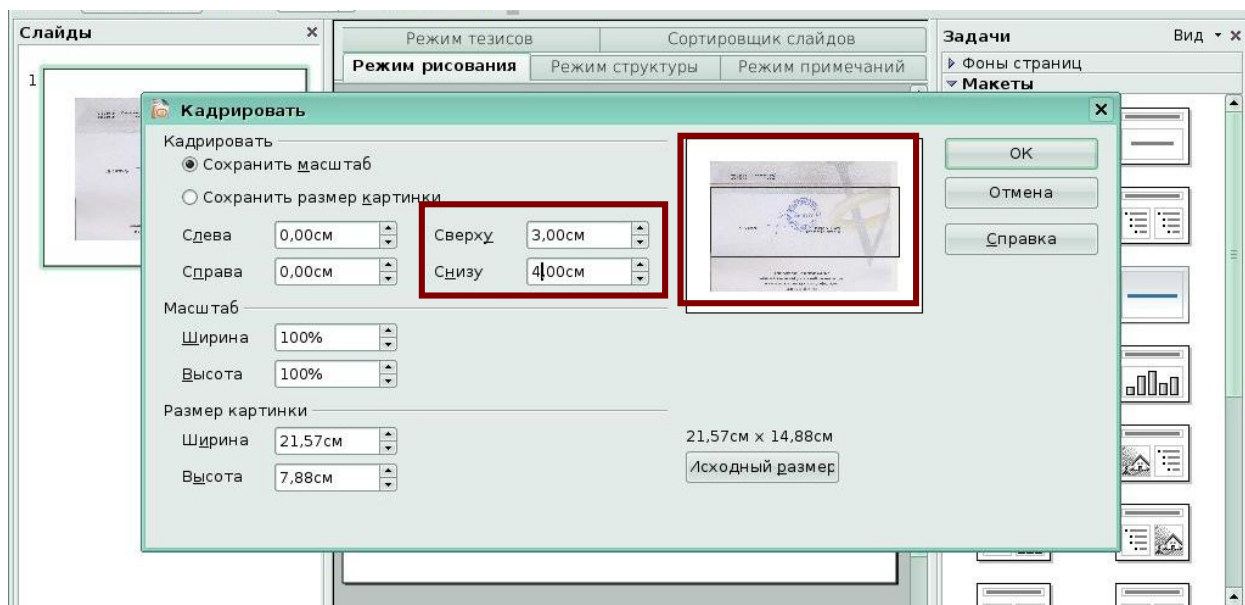 Слайды
1
Режим тезисов Сортировщик слайдов
Режим рисования Режим структуры Режим примечаний
Задачи Вид
Фоны страниц
Макеты
Кадрировать
Кадрировать
Сохранить масштаб
Сохранить размер картинки
Слева 0,00см Сверху 3,00см
Справа 0,00см Снизу 4,00см
Масштаб
Ширина 100%
Высота 100%
Размер картинки
Ширина 21,57см
Высота 7,88см
21,57см × 14,88см
Исходный размер
ОК
Отмена
Справка